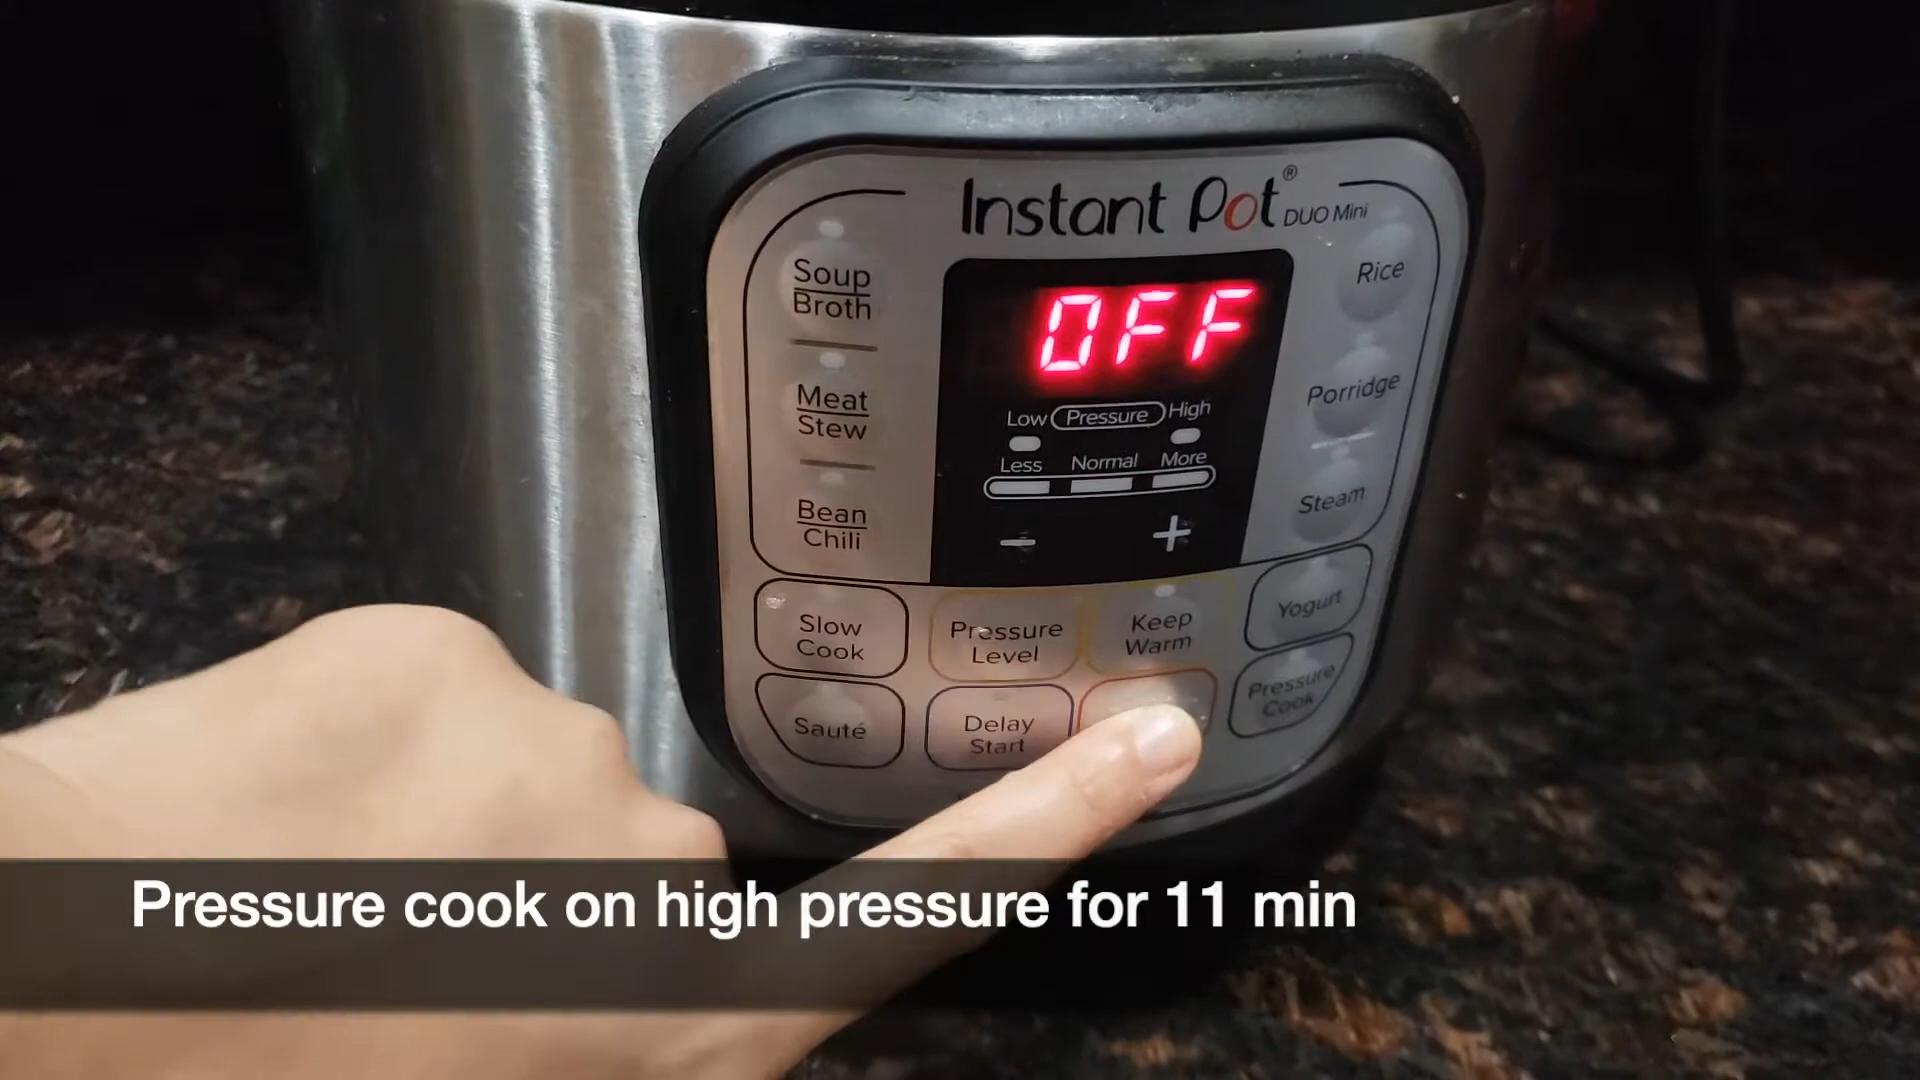 Instant Pot® DUO Mini
OFF
Low Pressure High
Less Normal More
− +
Soup
Broth
Meat
Stew
Bean
Chili
Rice
Porridge
Steam
Slow
Cook
Pressure
Level
Keep
Warm
Yogurt
Sauté
Delay
Start
Pressure
Cook
Pressure cook on high pressure for 11 min